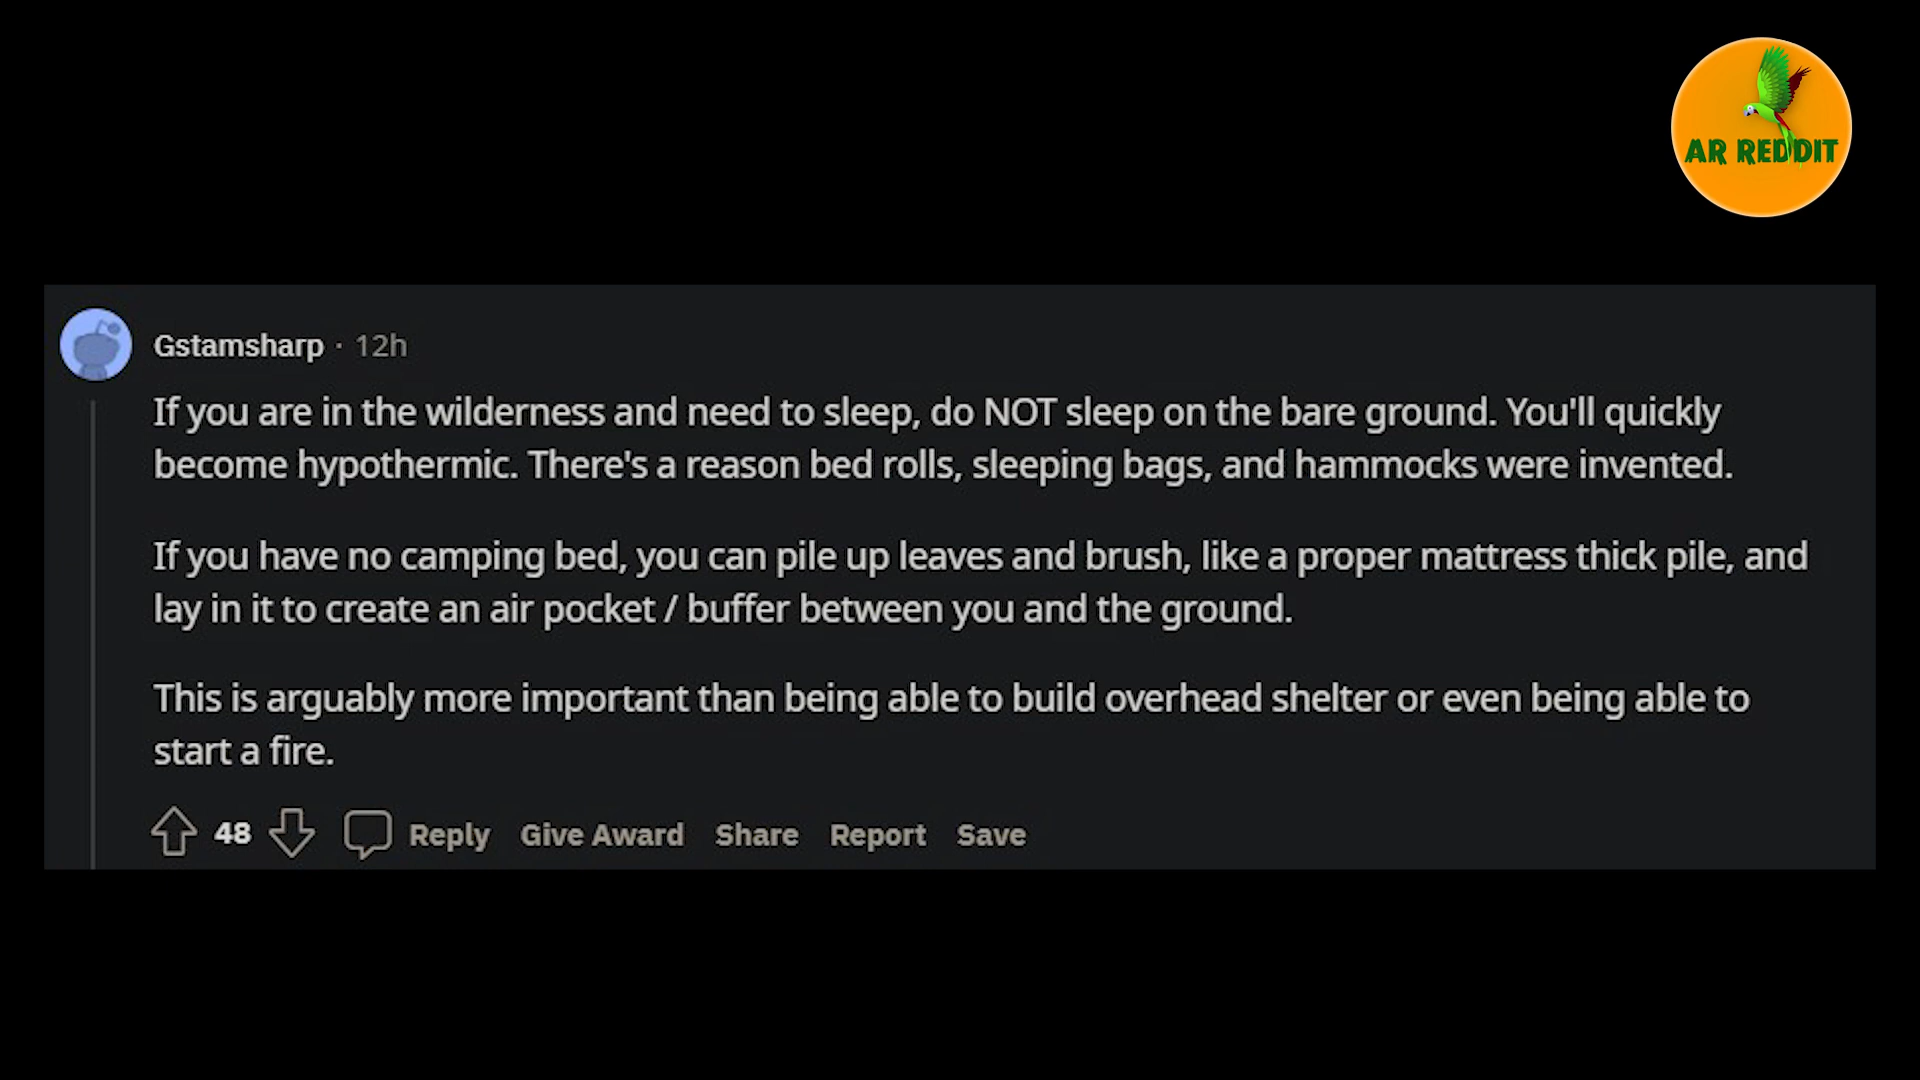 AR REDDIT
Gstamsharp · 12h
If you are in the wilderness and need to sleep, do NOT sleep on the bare ground. You'll quickly
become hypothermic. There's a reason bed rolls, sleeping bags, and hammocks were invented.
If you have no camping bed, you can pile up leaves and brush, like a proper mattress thick pile, and
lay in it to create an air pocket / buffer between you and the ground.
This is arguably more important than being able to build overhead shelter or even being able to
start a fire.
48 Reply Give Award Share Report Save